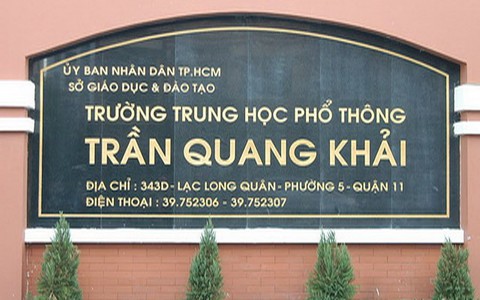 ỦY BAN NHÂN DÂN TP.HCM
SỞ GIÁO DỤC & ĐÀO TẠO
TRƯỜNG TRUNG HỌC PHỔ THÔNG
TRẦN QUANG KHẢI
ĐỊA CHỈ : 343D - LẠC LONG QUÂN - PHƯỜNG 5 - QUẬN 11
ĐIỆN THOẠI : 39.752306 - 39.752307